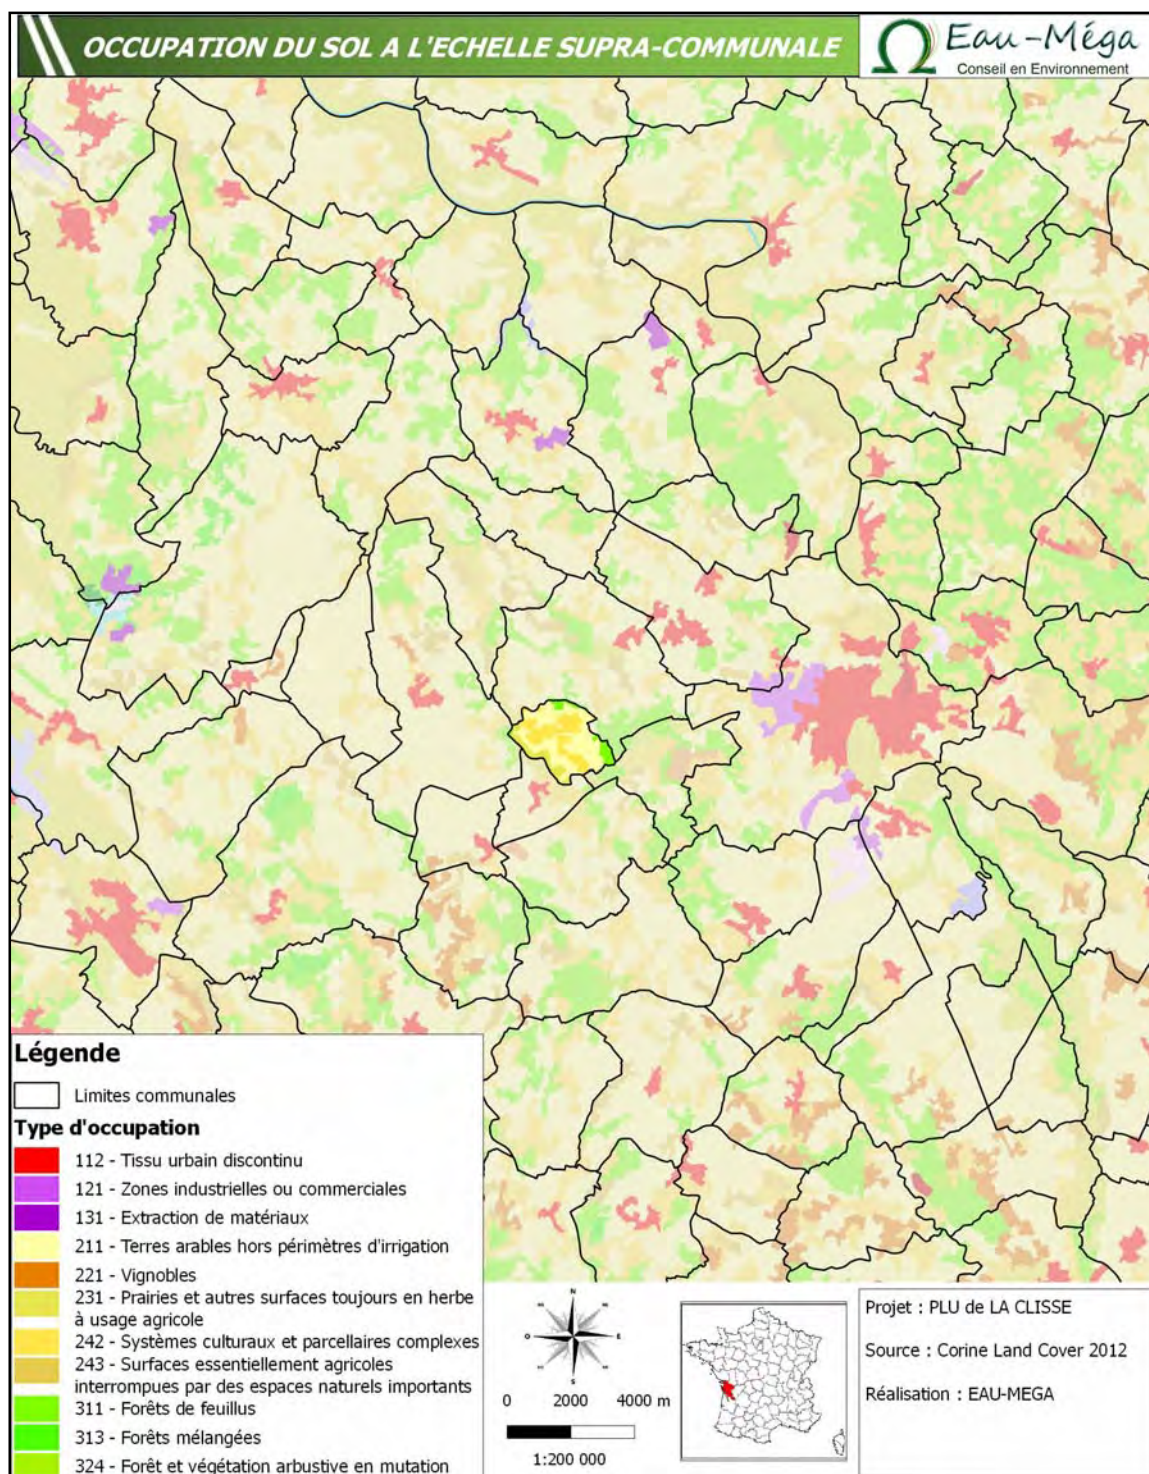 OCCUPATION DU SOL A L'ECHELLE SUPRA-COMMUNALE
Eau-Méga
Conseil en Environnement
Légende
Limites communales
Type d'occupation
112 - Tissu urbain discontinu
121 - Zones industrielles ou commerciales
131 - Extraction de matériaux
211 - Terres arables hors périmètres d'irrigation
221 - Vignobles
231 - Prairies et autres surfaces toujours en herbe
à usage agricole
242 - Systèmes culturaux et parcellaires complexes
243 - Surfaces essentiellement agricoles
interrompues par des espaces naturels importants
311 - Forêts de feuillus
313 - Forêts mélangées
324 - Forêt et végétation arbustive en mutation
N
O
E
S
0 2000 4000 m
1:200 000
Projet : PLU de LA CLISSE
Source : Corine Land Cover 2012
Réalisation : EAU-MEGA